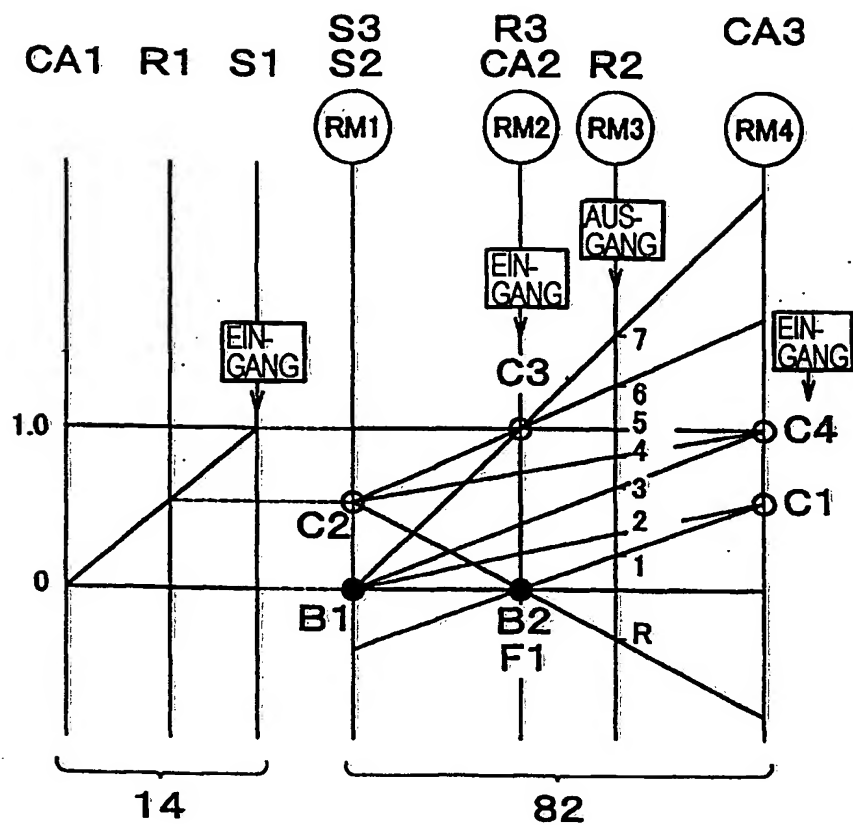 S3 R3 CA3
CA1 R1 S1 S2 CA2 R2
RM1 RM2 RM3 RM4
AUS-
GANG
EIN-
GANG
EIN-
GANG
EIN-
GANG
7
C3
6
1.0
5
C4
4
3
C2
C1
2
0
1
B1
B2
R
F1
14
82